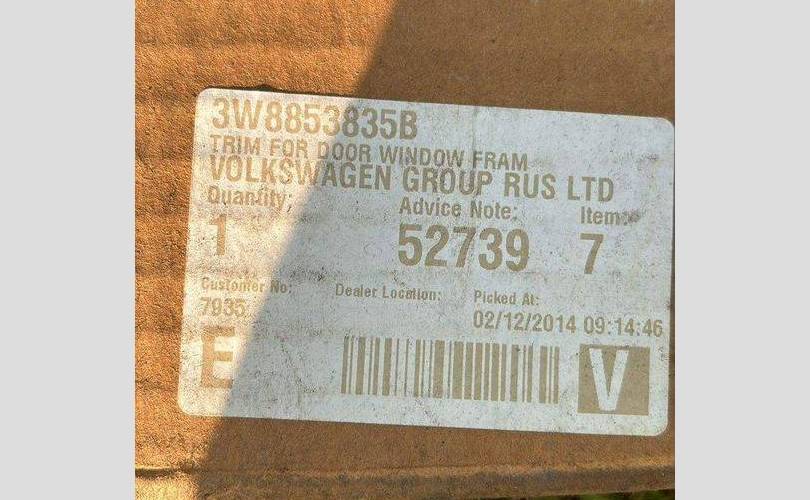 3W8853835B
TRIM FOR DOOR WINDOW FRAM
VOLKSWAGEN GROUP RUS LTD
Quantity: Advice Note: Item:
1 52739 7
Customer No: Dealer Location: Picked At:
7935 02/12/2014 09:14:46
E V